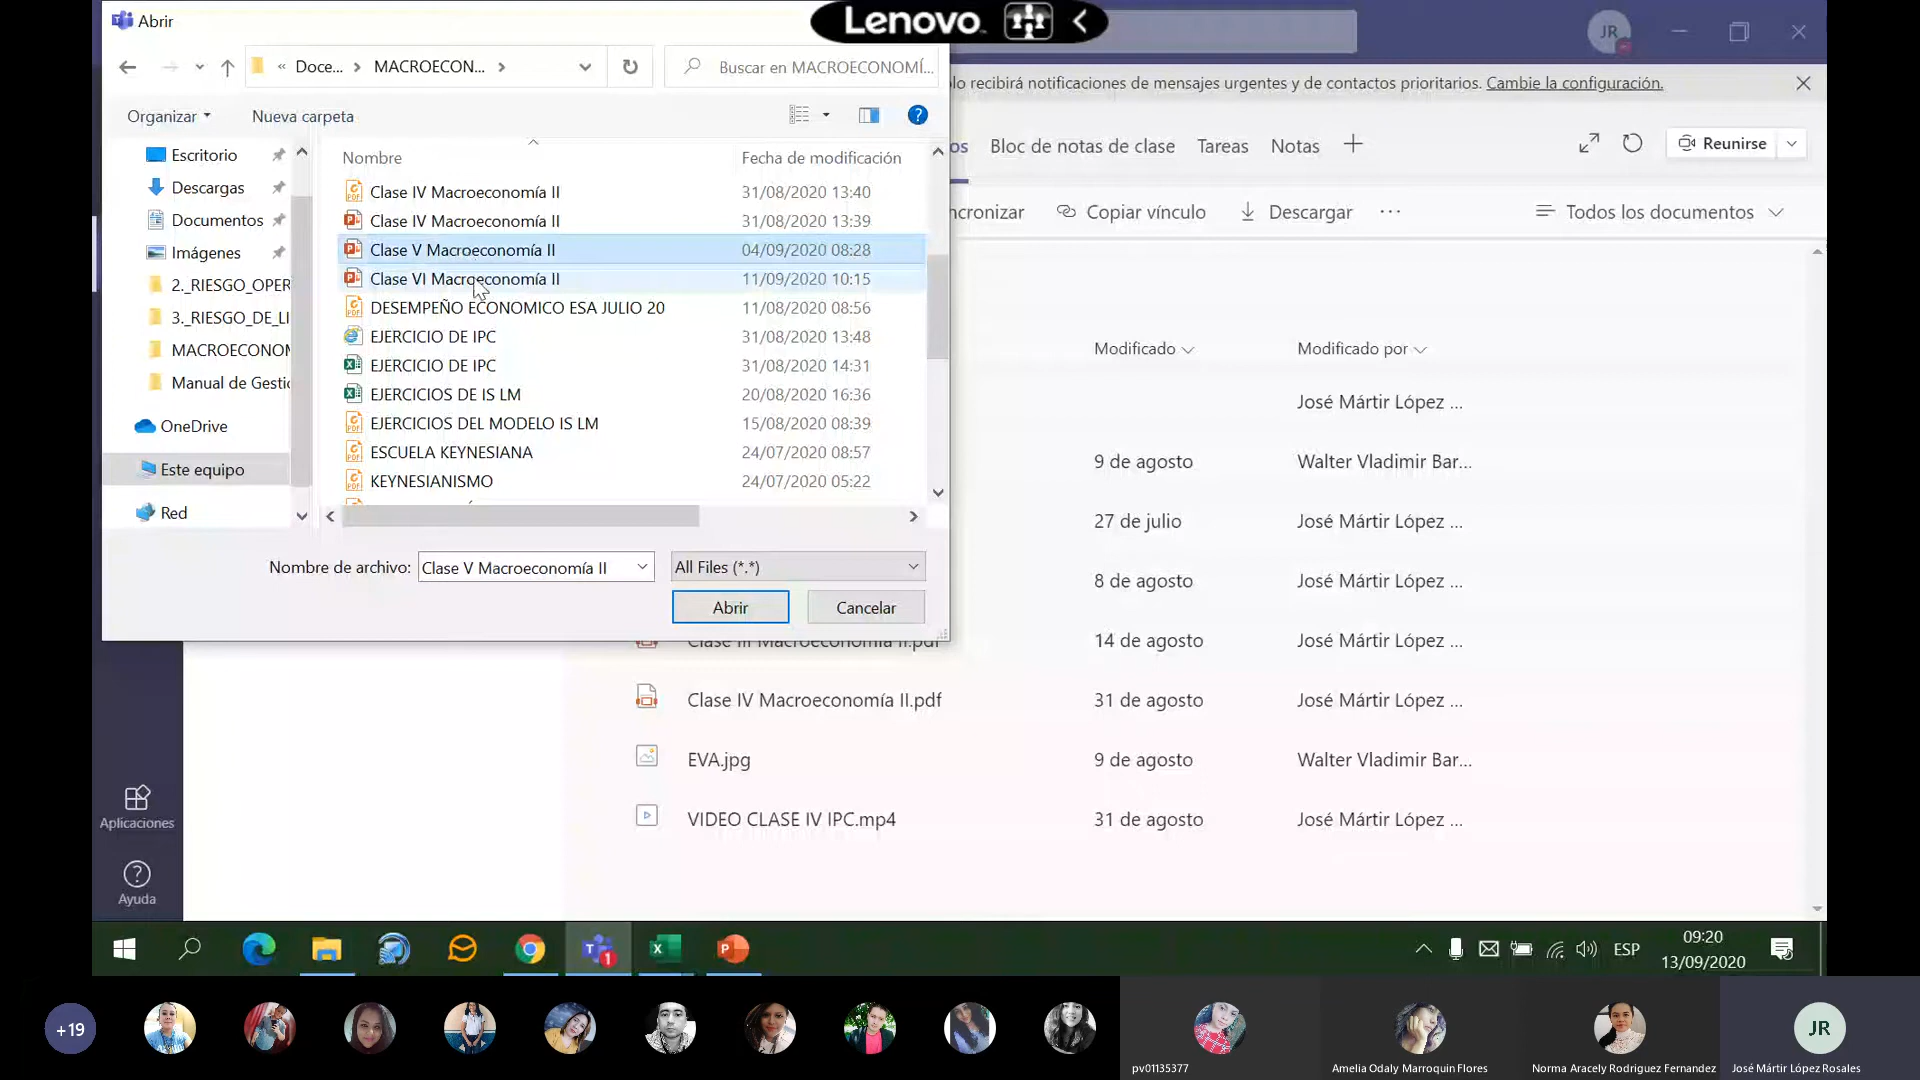 Abrir
Lenovo
JR
« Doce... > MACROECON... >
Buscar en MACROECONOMÍ...
olo recibirá notificaciones de mensajes urgentes y de contactos prioritarios. Cambie la configuración.
Organizar
Nueva carpeta
os
Bloc de notas de clase
Tareas
Notas
Reunirse
Nombre
Fecha de modificación
Escritorio
Descargas
Documentos
Imágenes
2._RIESGO_OPER
3._RIESGO_DE_LI
MACROECONOM
Manual de Gestic
OneDrive
Este equipo
Red
Clase IV Macroeconomía II 31/08/2020 13:40
Clase IV Macroeconomía II 31/08/2020 13:39
Clase V Macroeconomía II 04/09/2020 08:28
Clase VI Macroeconomía II 11/09/2020 10:15
DESEMPEÑO ECONOMICO ESA JULIO 20 11/08/2020 08:56
EJERCICIO DE IPC 31/08/2020 13:48
EJERCICIO DE IPC 31/08/2020 14:31
EJERCICIOS DE IS LM 20/08/2020 16:36
EJERCICIOS DEL MODELO IS LM 15/08/2020 08:39
ESCUELA KEYNESIANA 24/07/2020 08:57
KEYNESIANISMO 24/07/2020 05:22
Nombre de archivo: Clase V Macroeconomía II
All Files (*.*)
Abrir
Cancelar
ncronizar
Copiar vínculo
Descargar
...
Todos los documentos
Modificado
Modificado por
José Mártir López ...
9 de agosto Walter Vladimir Bar...
27 de julio José Mártir López ...
8 de agosto José Mártir López ...
Clase III Macroeconomía II.pdf 14 de agosto José Mártir López ...
Clase IV Macroeconomía II.pdf 31 de agosto José Mártir López ...
EVA.jpg 9 de agosto Walter Vladimir Bar...
VIDEO CLASE IV IPC.mp4 31 de agosto José Mártir López ...
Aplicaciones
Ayuda
ESP
09:20
13/09/2020
+19
JR
pv01135377
Amelia Odaly Marroquin Flores
Norma Aracely Rodriguez Fernandez
José Mártir López Rosales